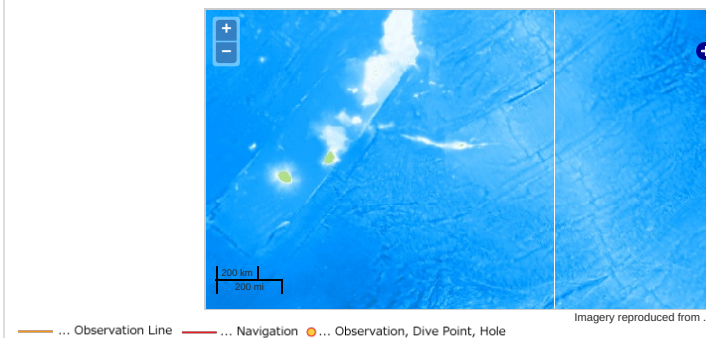 +
−
200 km
200 mi
Imagery reproduced from .
... Observation Line ... Navigation ... Observation, Dive Point, Hole